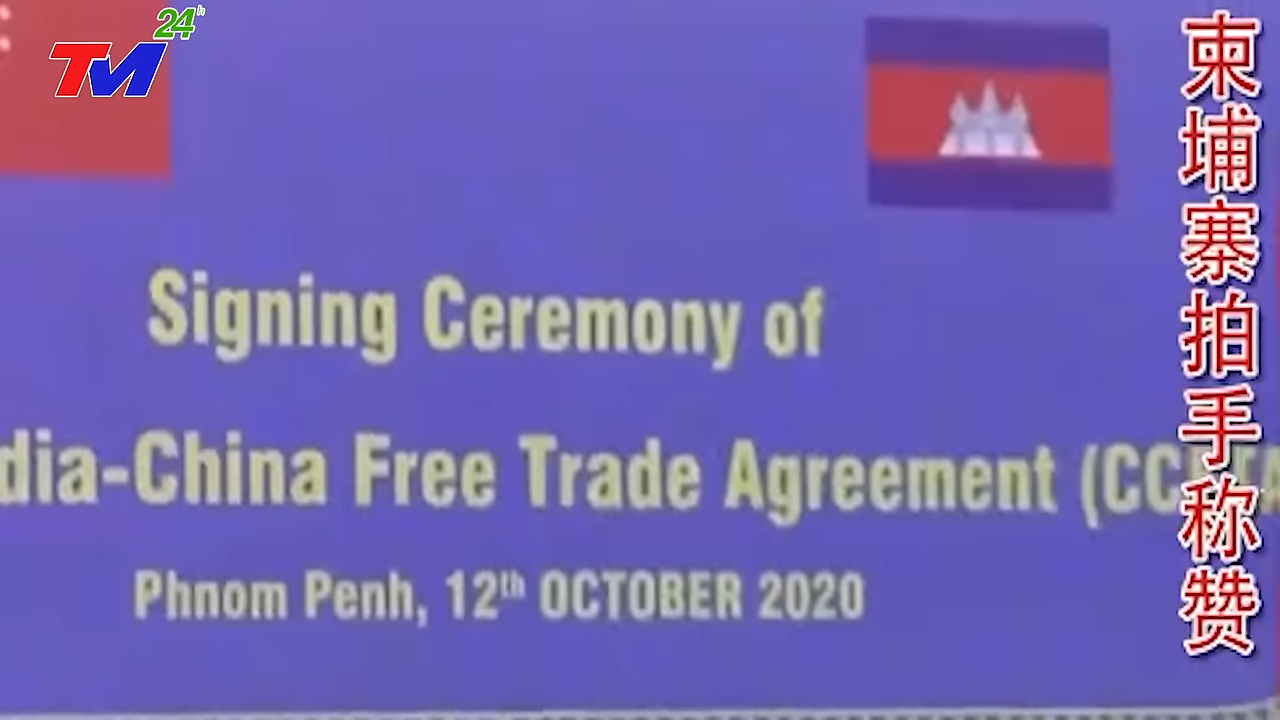 TM 24h
Signing Ceremony of
dia-China Free Trade Agreement (CC
Phnom Penh, 12th OCTOBER 2020
柬埔寨拍手称赞